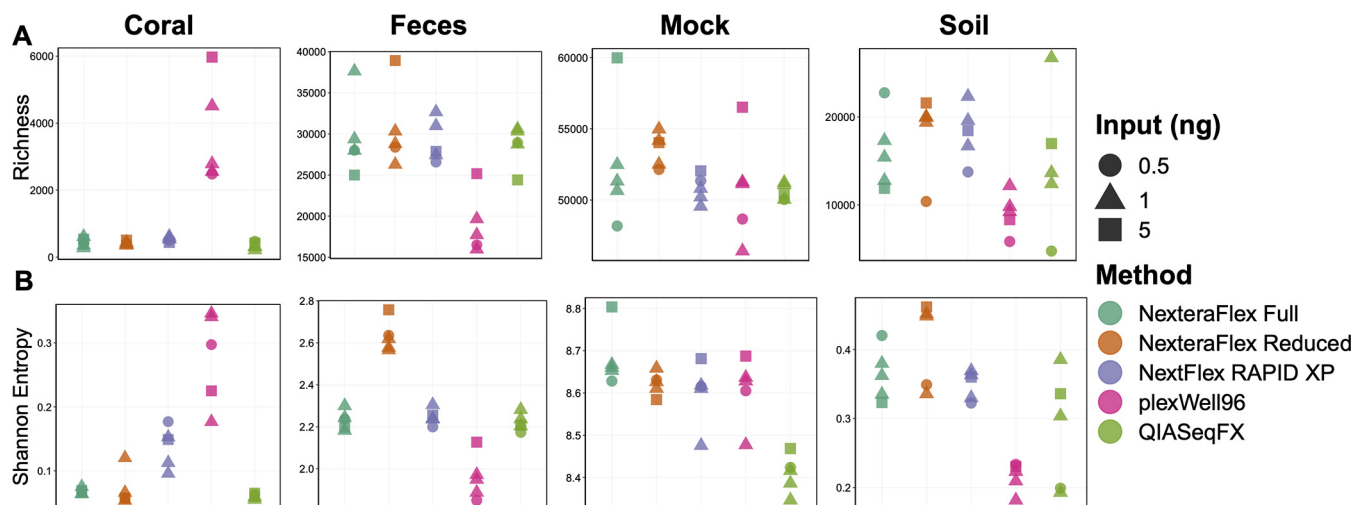 Coral Feces Mock Soil
A
Richness
6000
4000
2000
0
40000
35000
30000
25000
20000
15000
60000
55000
50000
20000
10000
Input (ng)
0.5
1
5
B
Shannon Entropy
0.3
0.2
0.1
2.8
2.6
2.4
2.2
2.0
8.8
8.7
8.6
8.5
8.4
0.4
0.3
0.2
Method
NexteraFlex Full
NexteraFlex Reduced
NextFlex RAPID XP
plexWell96
QIASeqFX